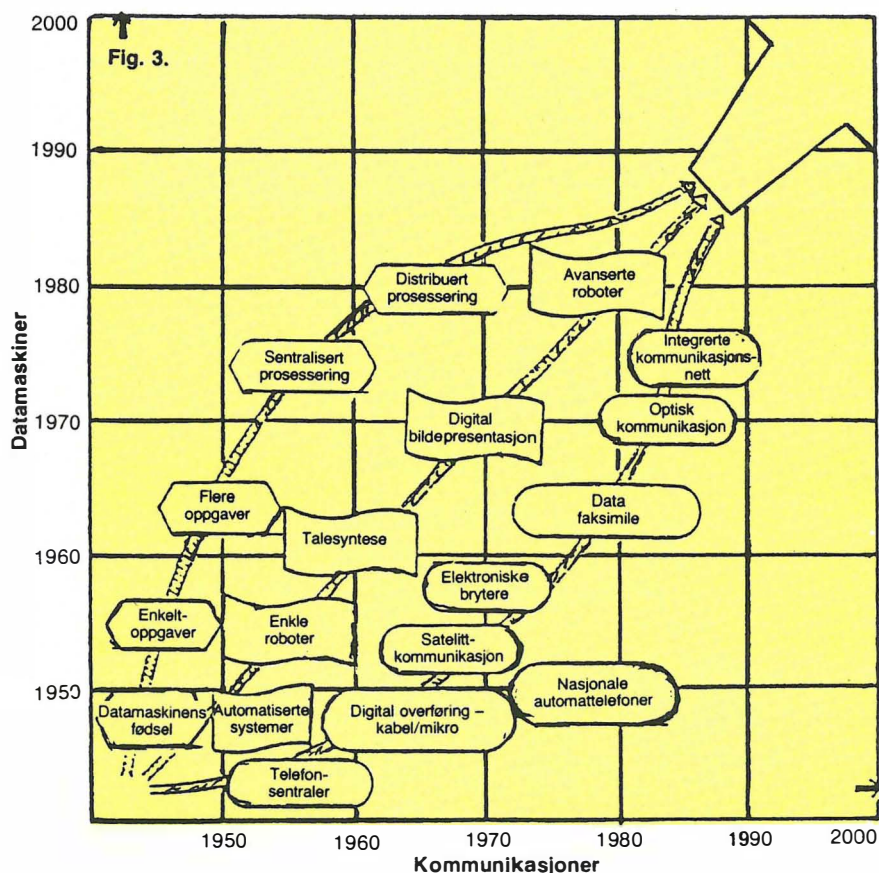 2000
Fig. 3.
1990
1980
1970
1960
1950
Datamaskiner
Distribuert
prosessering
Avanserte
roboter
Sentralisert
prosessering
Integrerte
kommunikasjons-
nett
Digital
bildepresentasjon
Optisk
kommunikasjon
Flere
oppgaver
Talesyntese
Data
faksimile
Elektroniske
brytere
Enkelt-
oppgaver
Enkle
roboter
Satelitt-
kommunikasjon
Nasjonale
automattelefoner
Datamaskinens
fødsel
Automatiserte
systemer
Digital overføring –
kabel/mikro
Telefon-
sentraler
1950 1960 1970 1980 1990 2000
Kommunikasjoner